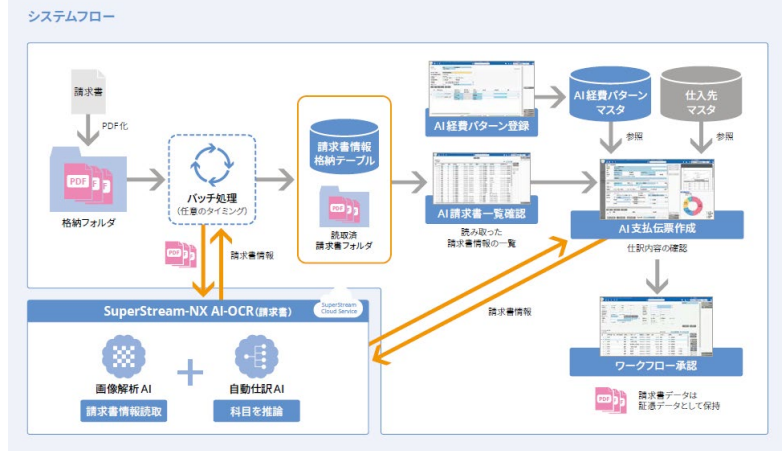 システムフロー
請求書
PDF化
PDF
格納フォルダ
バッチ処理
(任意のタイミング)
PDF
請求書情報
請求書情報
格納テーブル
PDF
読取済
請求書フォルダ
AI経費パターン登録
AI請求書一覧確認
読み取った
請求書情報の一覧
AI経費パターン
マスタ
仕入先
マスタ
参照
参照
AI支払伝票作成
仕訳内容の確認
請求書情報
ワークフロー承認
PDF
請求書データは
証憑データとして保持
SuperStream-NX AI-OCR(請求書)
SuperStream
Cloud Service
画像解析AI
請求書情報読取
自動仕訳AI
科目を推論